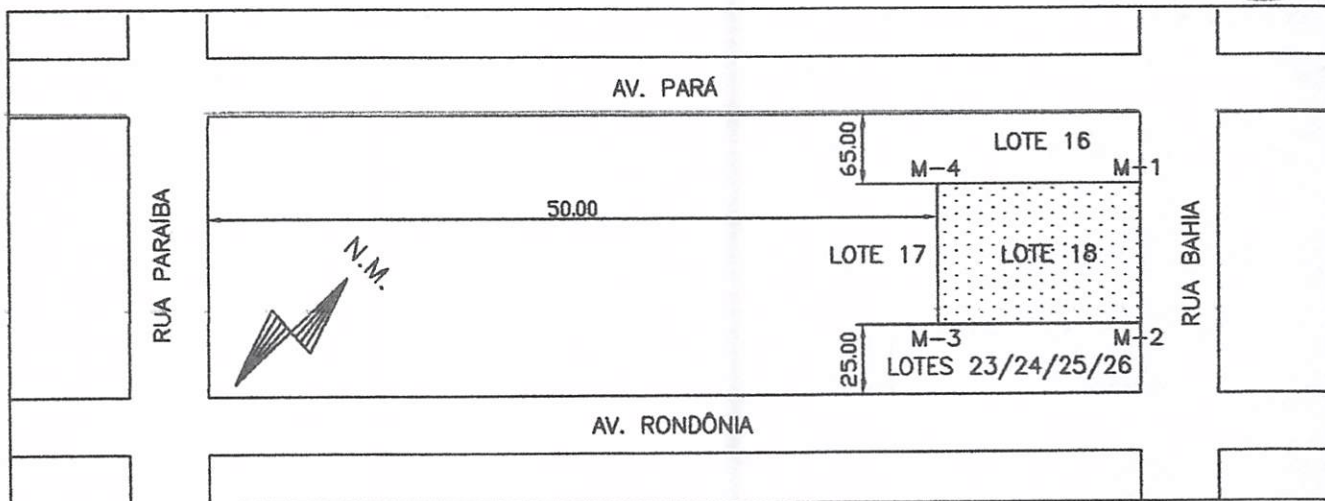 AV. PARÁ
65.00
LOTE 16
M-4
M-1
50.00
RUA PARAÍBA
N.M.
LOTE 17
LOTE 18
RUA BAHIA
M-3
M-2
25.00
LOTES 23/24/25/26
AV. RONDÔNIA